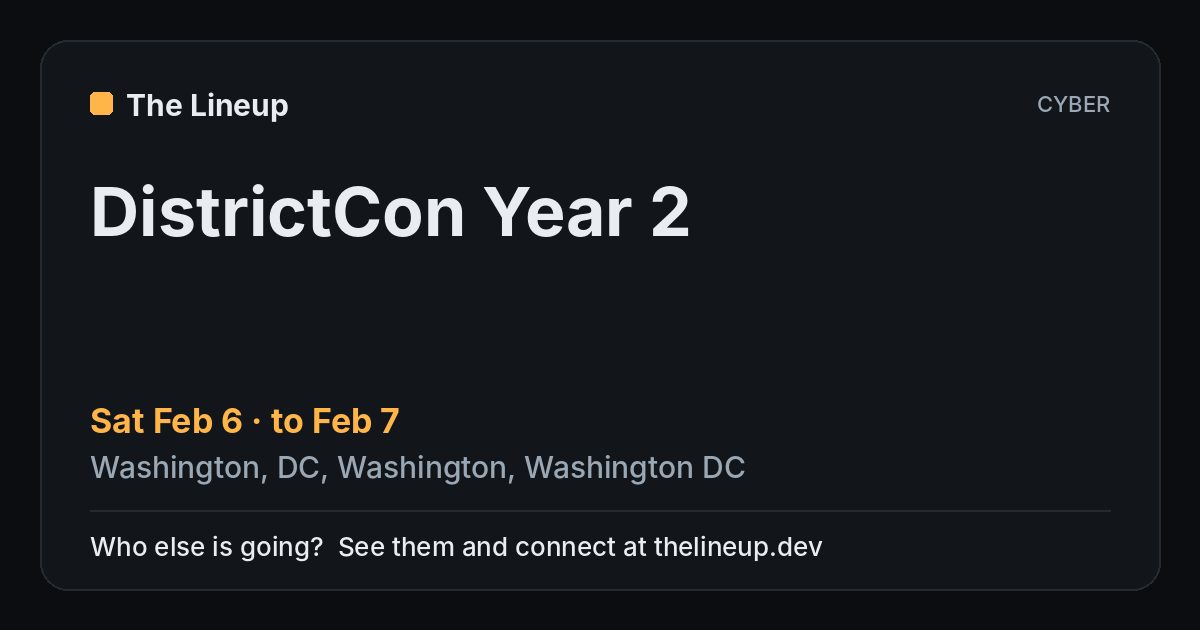 The Lineup
CYBER
DistrictCon Year 2
Sat Feb 6 · to Feb 7
Washington, DC, Washington, Washington DC
Who else is going? See them and connect at thelineup.dev